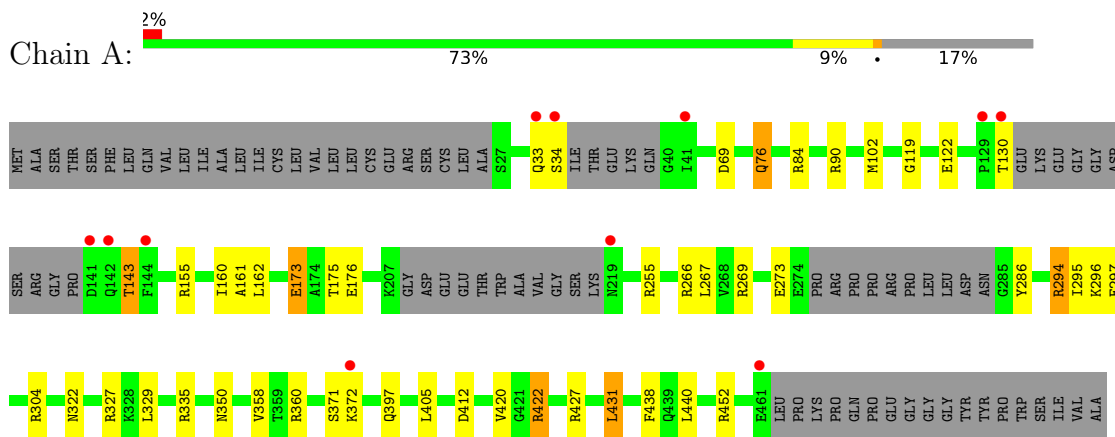 2%
Chain A:
73% 9% • 17%
MET ALA SER THR SER PHE LEU GLN VAL LEU ILE ALA LEU ILE CYS LEU VAL LEU LEU CYS GLU ARG SER CYS LEU ALA S27 Q33 S34 ILE THR GLU LYS GLN G40 I41 D69 Q76 R84 R90 M102 G119 E122 P129 T130 GLU LYS GLU GLY GLY ASP
SER ARG GLY PRO D141 Q142 T143 F144 R155 I160 A161 L162 E173 A174 T175 E176 K207 GLY ASP GLU GLU THR TRP ALA VAL GLY SER LYS N219 R255 R266 L267 V268 R269 E273 E274 PRO ARG PRO PRO ARG PRO LEU LEU ASP ASN G285 Y286 R294 I295 K296 E297
R304 N322 R327 K328 L329 R335 N350 V358 T359 R360 S371 K372 Q397 L405 D412 V420 G421 R422 R427 L431 F438 Q439 L440 R452 E461 LEU PRO LYS PRO GLN PRO GLU GLY GLY GLY TYR TYR PRO TRP SER ILE VAL ALA